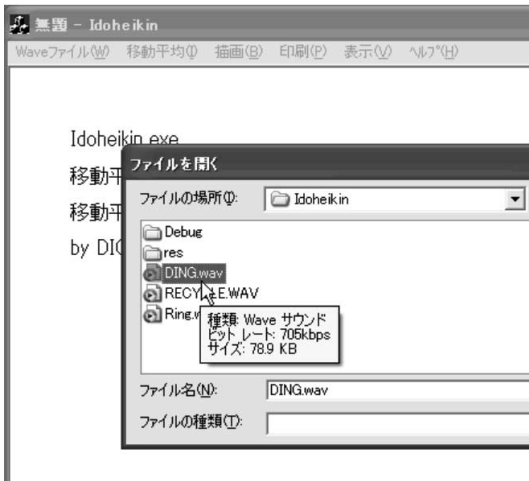 無題 - Idoheikin
Waveファイル(W) 移動平均(I) 描画(B) 印刷(P) 表示(V) ヘルプ(H)
Idoheikin exe
移動平
移動平
by DI
ファイルを開く
ファイルの場所(I): Idoheikin
Debug
res
DING.wav
RECYCLE.WAV
Ring.w
種類: Wave サウンド
ビット レート: 705kbps
サイズ: 78.9 KB
ファイル名(N): DING.wav
ファイルの種類(T):